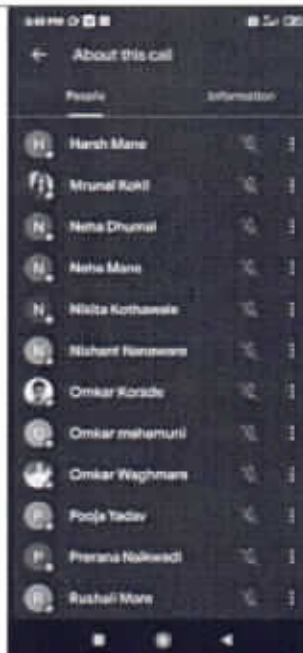 About this call
People Information
H Harsh Mane
Mrunal Kokil
N Neha Dhumal
N Neha Mane
N Nikita Kothawale
N Nishant Nanaware
Omkar Korade
O Omkar mahamuni
Omkar Waghmare
P Pooja Yadav
P Prerana Naikwadi
R Rushali More